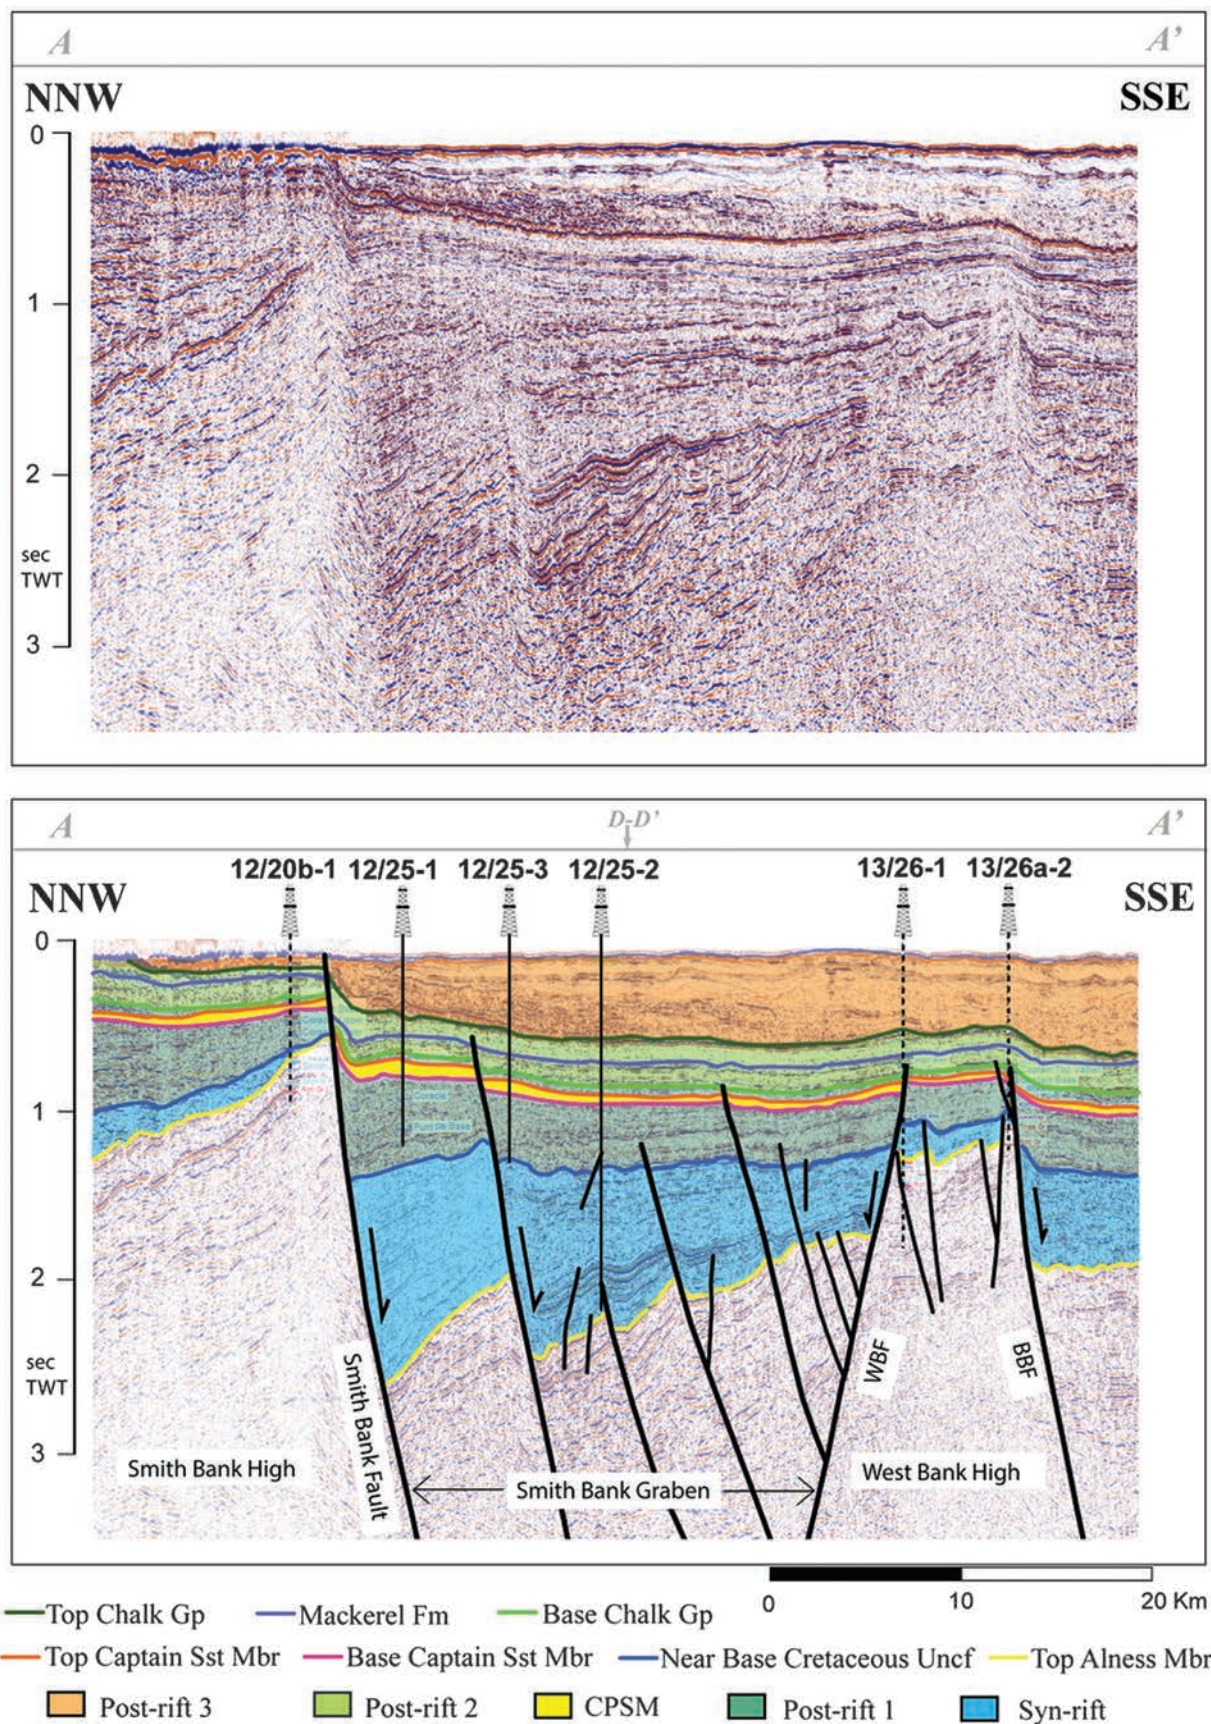 A A'
NNW SSE
0
1
2
sec
TWT
3
A D-D' A'
12/20b-1 12/25-1 12/25-3 12/25-2 13/26-1 13/26a-2
NNW SSE
0
1
2
sec
TWT
3
Smith Bank High
Smith Bank Fault
Smith Bank Graben
WBF
West Bank High
BBF
0 10 20 Km
Top Chalk Gp Mackerel Fm Base Chalk Gp
Top Captain Sst Mbr Base Captain Sst Mbr Near Base Cretaceous Uncf Top Alness Mbr
Post-rift 3 Post-rift 2 CPSM Post-rift 1 Syn-rift